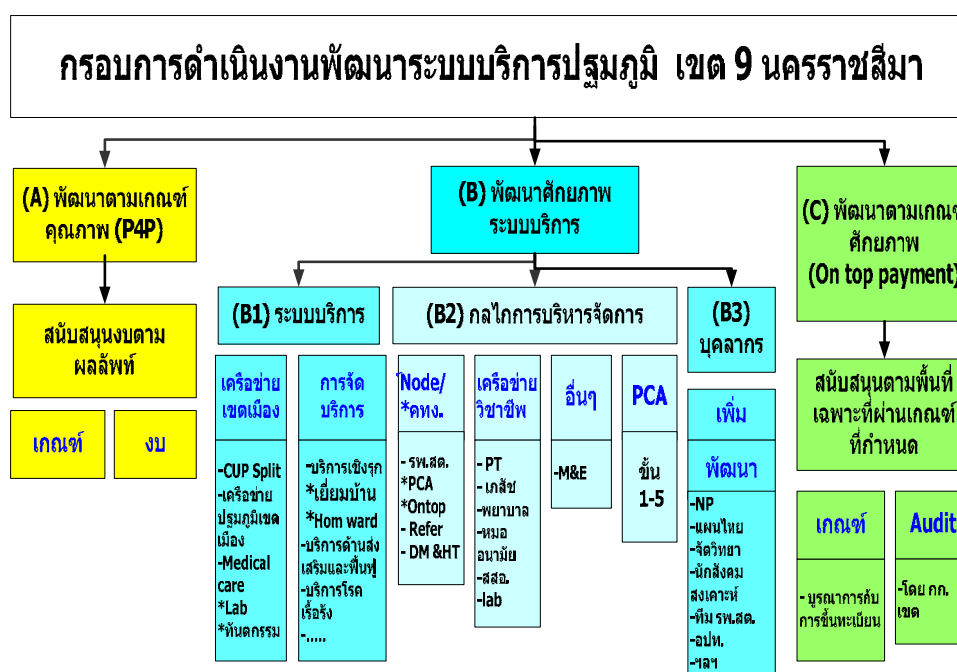 กรอบการดำเนินงานพัฒนาระบบบริการปฐมภูมิ เขต 9 นครราชสีมา
(A) พัฒนาตามเกณฑ์
คุณภาพ (P4P)
สนับสนุนงบตาม
ผลลัพท์
เกณฑ์
งบ
(B) พัฒนาศักยภาพ
ระบบบริการ
(B1) ระบบบริการ
เครือข่าย
เขตเมือง
-CUP Split
-เครือข่าย
ปฐมภูมิเขต
เมือง
-Medical
care
*Lab
*ทันตกรรม
การจัด
บริการ
-บริการเชิงรุก
*เยี่ยมบ้าน
*Hom ward
-บริการด้านส่ง
เสริมและฟื้นฟู
-บริการโรค
เรื้อรัง
-.....
(B2) กลไกการบริหารจัดการ
Node/
*คทง.
- รพ.สต.
*PCA
*Ontop
- Refer
- DM &HT
เครือข่าย
วิชาชีพ
- PT
- เภสัช
-พยาบาล
-หมอ
อนามัย
- สสอ.
-lab
อื่นๆ
-M&E
PCA
ขั้น
1-5
(B3)
บุคลากร
เพิ่ม
พัฒนา
-NP
-แผนไทย
-จิตวิทยา
-นักสังคม
สงเคราะห์
-ทีม รพ.สต.
-อปท.
-ฯลฯ
(C) พัฒนาตามเกณฑ์
ศักยภาพ
(On top payment)
สนับสนุนตามพื้นที่
เฉพาะที่ผ่านเกณฑ์
ที่กำหนด
เกณฑ์
- บูรณาการกับ
การขึ้นทะเบียน
Audit
-โดย กก.
เขต